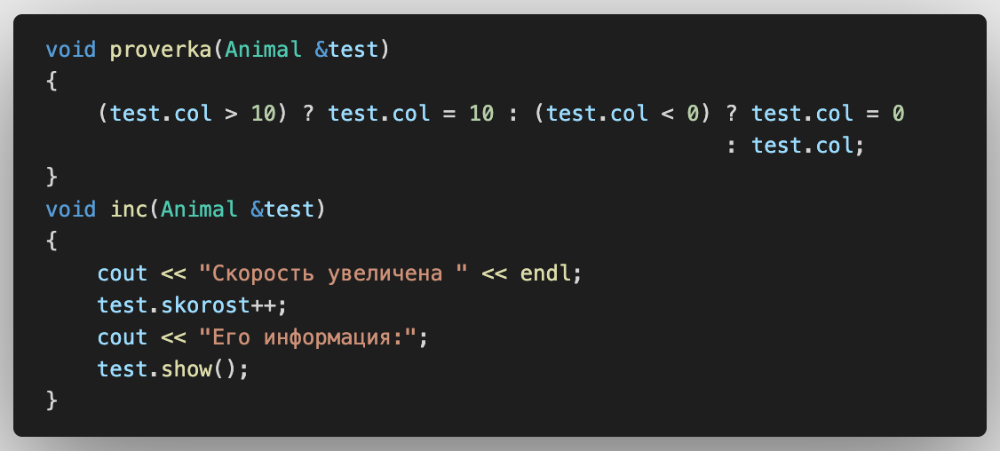 void proverka(Animal &test)
{
    (test.col > 10) ? test.col = 10 : (test.col < 0) ? test.col = 0
                                                     : test.col;
}
void inc(Animal &test)
{
    cout << "Скорость увеличена " << endl;
    test.skorost++;
    cout << "Его информация:";
    test.show();
}